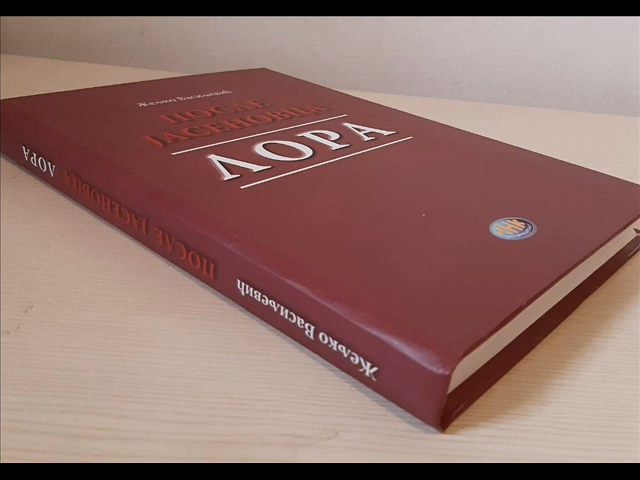 Жељко Васиљевић
ПОСЛЕ
ЈАСЕНОВЦА
ЛОРА
Жељко Васиљевић ПОСЛЕ ЈАСЕНОВЦА ЛОРА